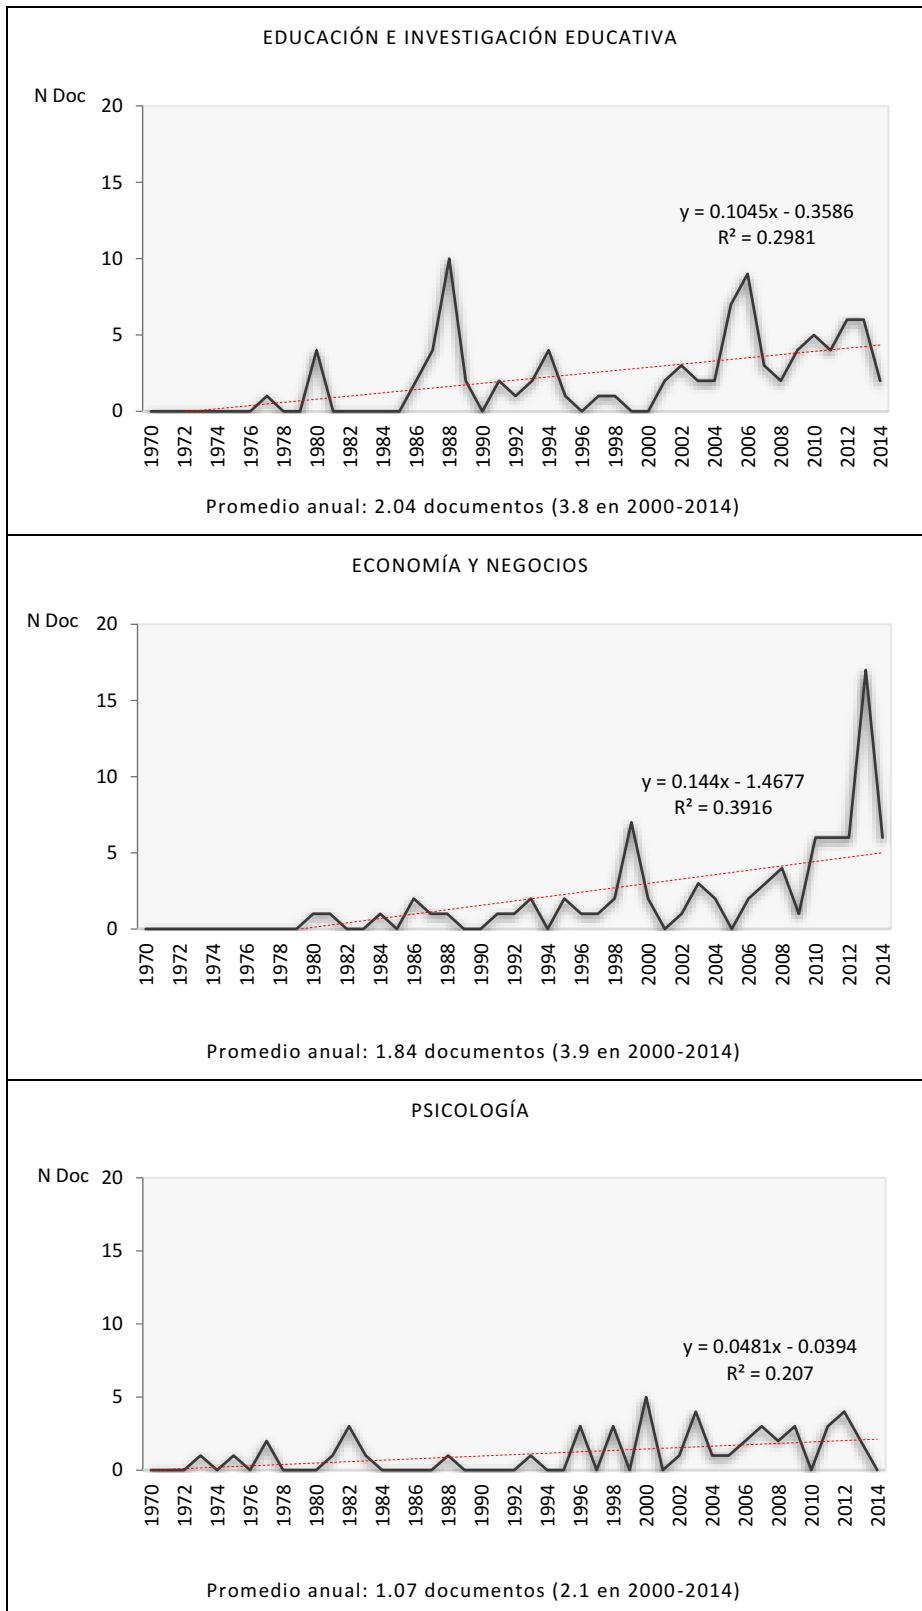 EDUCACIÓN E INVESTIGACIÓN EDUCATIVA
N Doc
20
15
10
5
0
y = 0.1045x - 0.3586
R² = 0.2981
1970 1972 1974 1976 1978 1980 1982 1984 1986 1988 1990 1992 1994 1996 1998 2000 2002 2004 2006 2008 2010 2012 2014
Promedio anual: 2.04 documentos (3.8 en 2000-2014)
ECONOMÍA Y NEGOCIOS
N Doc
20
15
10
5
0
y = 0.144x - 1.4677
R² = 0.3916
1970 1972 1974 1976 1978 1980 1982 1984 1986 1988 1990 1992 1994 1996 1998 2000 2002 2004 2006 2008 2010 2012 2014
Promedio anual: 1.84 documentos (3.9 en 2000-2014)
PSICOLOGÍA
N Doc
20
15
10
5
0
y = 0.0481x - 0.0394
R² = 0.207
1970 1972 1974 1976 1978 1980 1982 1984 1986 1988 1990 1992 1994 1996 1998 2000 2002 2004 2006 2008 2010 2012 2014
Promedio anual: 1.07 documentos (2.1 en 2000-2014)